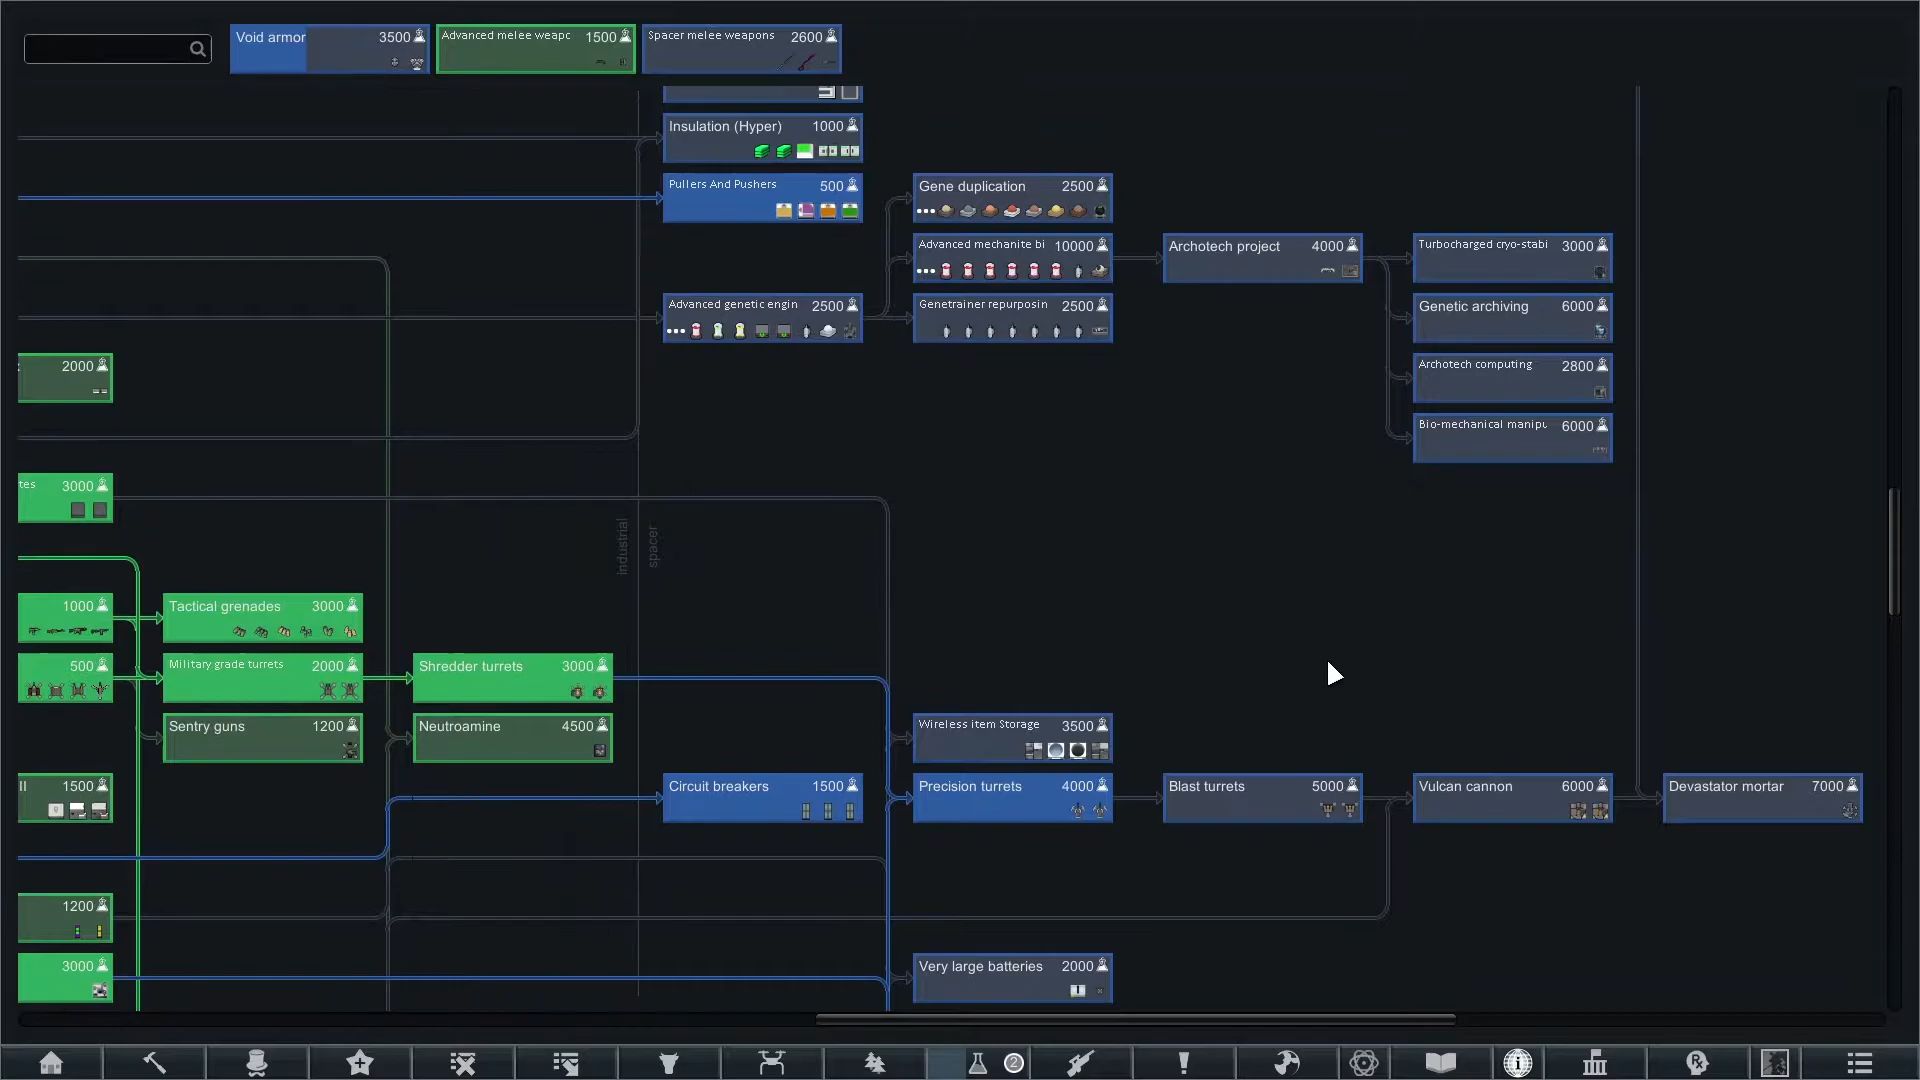 Void armor 3500
Advanced melee weapc 1500
Spacer melee weapons 2600
Insulation (Hyper) 1000
Pullers And Pushers 500
Gene duplication 2500
Advanced mechanite bi 10000
Archotech project 4000
Turbocharged cryo-stabi 3000
Advanced genetic engin 2500
Genetrainer repurposin 2500
Genetic archiving 6000
2000
Archotech computing 2800
Bio-mechanical manipu 6000
tes 3000
Industrial
spacer
1000
Tactical grenades 3000
500
Military grade turrets 2000
Shredder turrets 3000
Sentry guns 1200
Neutroamine 4500
Wireless item Storage 3500
II 1500
Circuit breakers 1500
Precision turrets 4000
Blast turrets 5000
Vulcan cannon 6000
Devastator mortar 7000
1200
3000
Very large batteries 2000
2